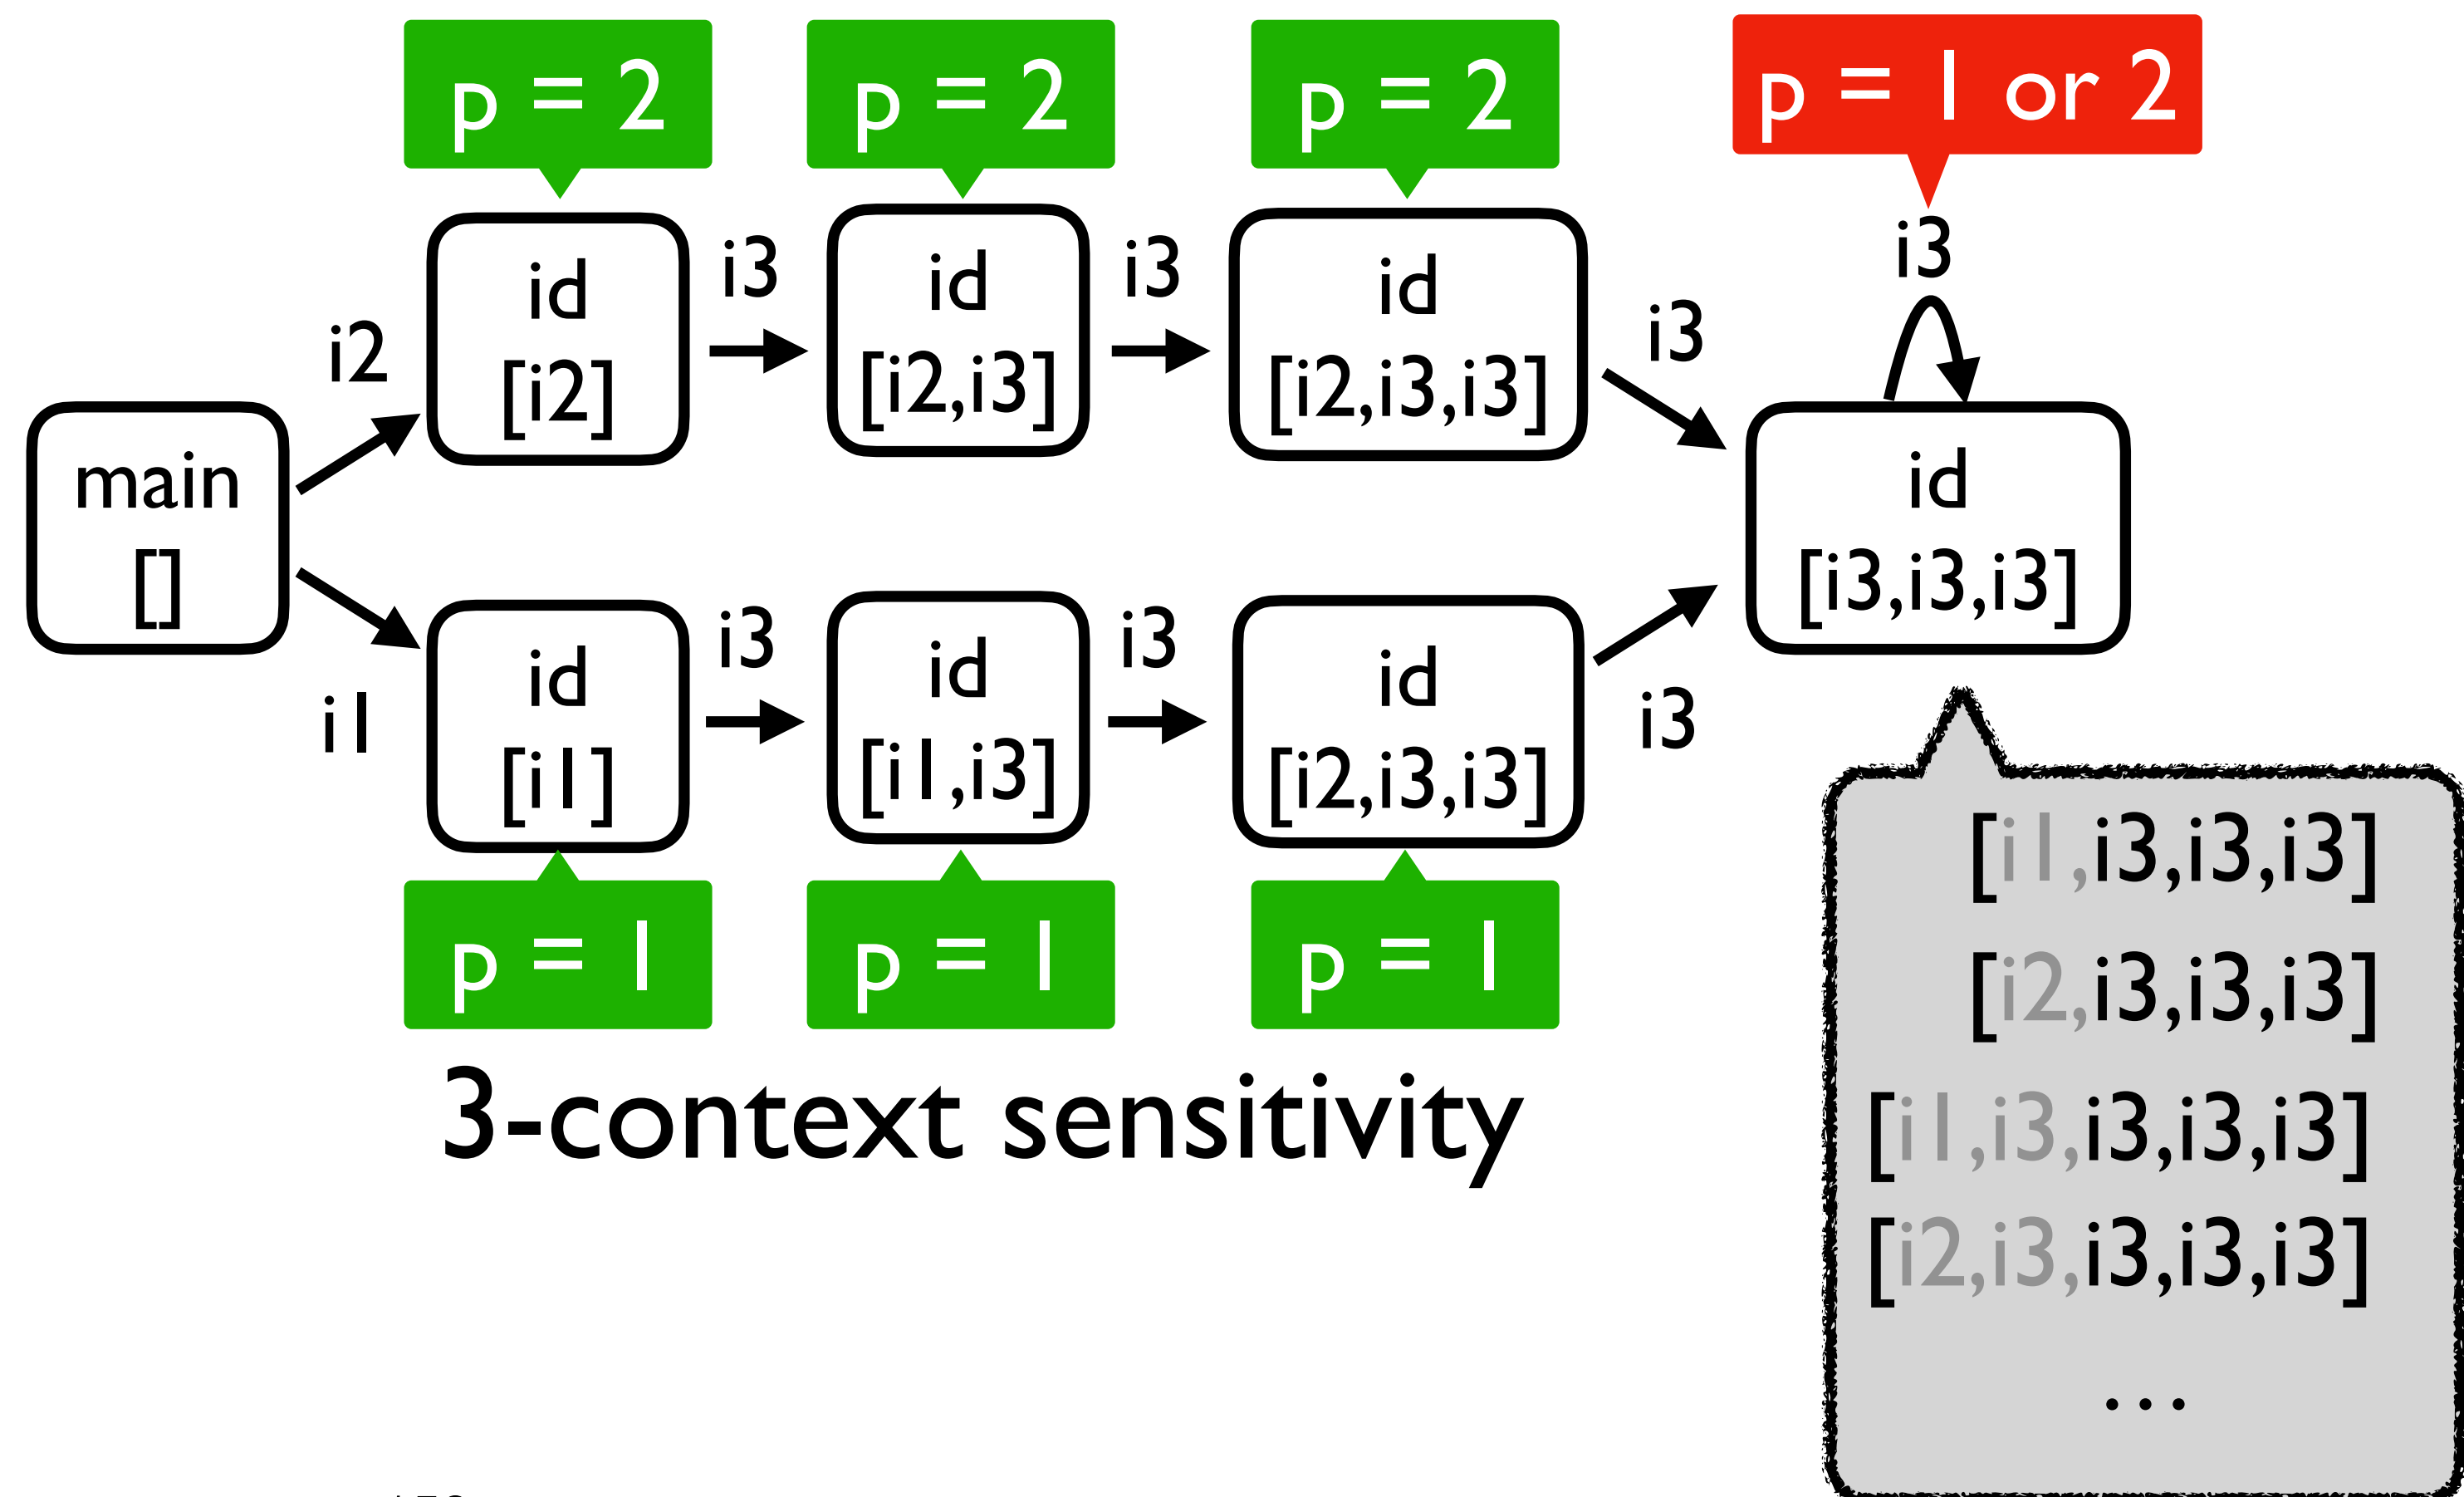 p = 2
p = 2
p = 2
p = 1 or 2
i3
i3
i3
i3
i2
id
[i2]
id
[i2,i3]
id
[i2,i3,i3]
main
[]
id
[i3,i3,i3]
i1
i3
i3
i3
id
[i1]
id
[i1,i3]
id
[i2,i3,i3]
p = 1
p = 1
p = 1
3-context sensitivity
[i1,i3,i3,i3]
[i2,i3,i3,i3]
[i1,i3,i3,i3,i3]
[i2,i3,i3,i3,i3]
...